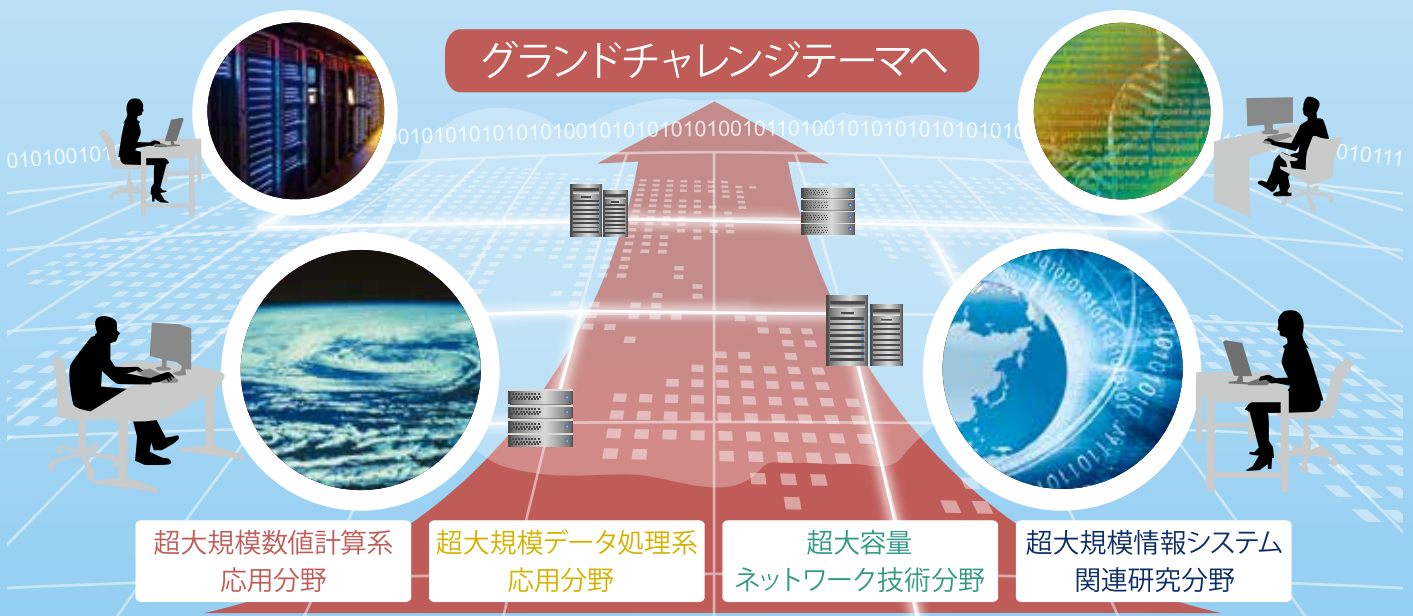 グランドチャレンジテーマへ
超大規模数値計算系
応用分野
超大規模データ処理系
応用分野
超大容量
ネットワーク技術分野
超大規模情報システム
関連研究分野